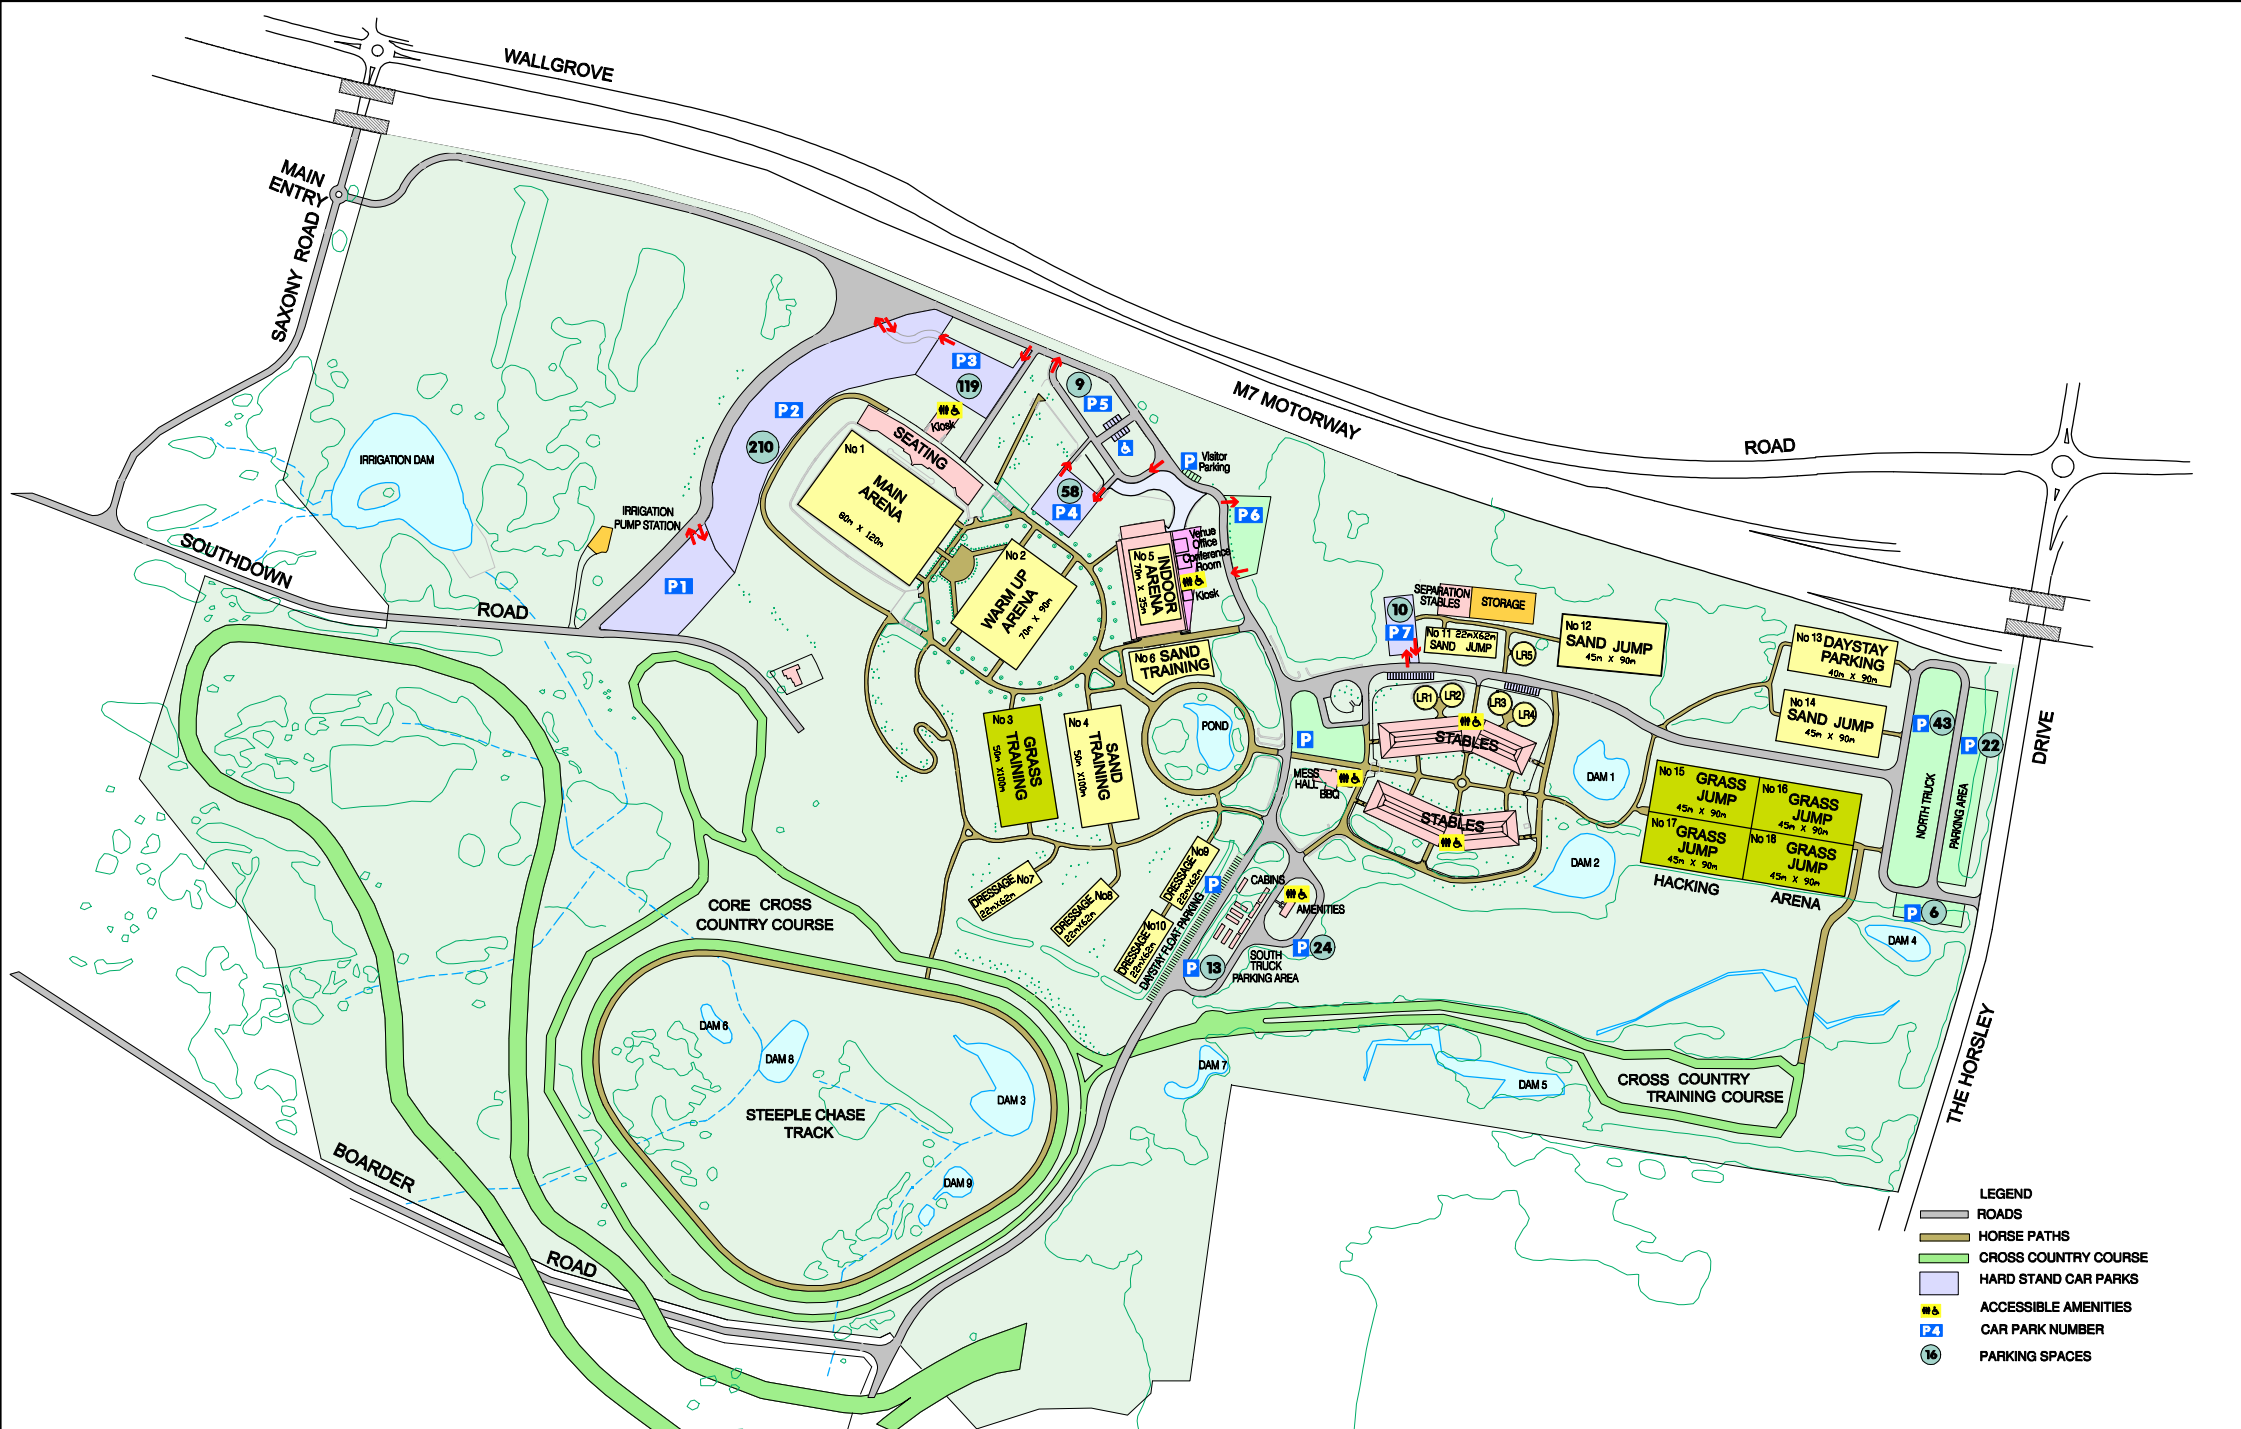 WALLGROVE
MAIN
ENTRY
SAXONY ROAD
M7 MOTORWAY
ROAD
P3
119
9
P5
P2
210
Kiosk
SEATING
No 1
MAIN
ARENA
80m X 120m
58
P4
P
Visitor
Parking
P6
IRRIGATION DAM
IRRIGATION
PUMP STATION
SOUTHDOWN
ROAD
P1
No 2
WARM UP
ARENA
70m X 90m
No 5
INDOOR
ARENA
70m X 35m
Venue
Office
Conference
Room
Kiosk
No 6 SAND
TRAINING
10
P7
SEPARATION
STABLES
STORAGE
No 11 22mX62m
SAND JUMP
LR5
No 12
SAND JUMP
45m X 90m
No 13 DAYSTAY
PARKING
40m X 90m
No 14
SAND JUMP
45m X 90m
P 43
P 22
NORTH TRUCK
PARKING AREA
DRIVE
No 3
GRASS
TRAINING
50m X100m
No 4
SAND
TRAINING
50m X100m
POND
P
LR1
LR2
LR3
LR4
STABLES
STABLES
MESS
HALL
BBQ
DAM 1
DAM 2
No 15
GRASS
JUMP
45m X 90m
No 16
GRASS
JUMP
45m X 90m
No 17
GRASS
JUMP
45m X 90m
No 18
GRASS
JUMP
45m X 90m
HACKING
ARENA
P 6
DAM 4
DRESSAGE No7
22mX62m
DRESSAGE No8
22mX62m
DRESSAGE No9
22mX62m
DRESSAGE No10
22mX62m
P
DAYSTAY FLOAT PARKING
CABINS
AMENITIES
P 24
P 13
SOUTH
TRUCK
PARKING AREA
CORE CROSS
COUNTRY COURSE
DAM 6
DAM 8
DAM 3
STEEPLE CHASE
TRACK
DAM 9
DAM 7
DAM 5
CROSS COUNTRY
TRAINING COURSE
THE HORSLEY
BOARDER
ROAD
LEGEND
ROADS
HORSE PATHS
CROSS COUNTRY COURSE
HARD STAND CAR PARKS
ACCESSIBLE AMENITIES
P4 CAR PARK NUMBER
16 PARKING SPACES